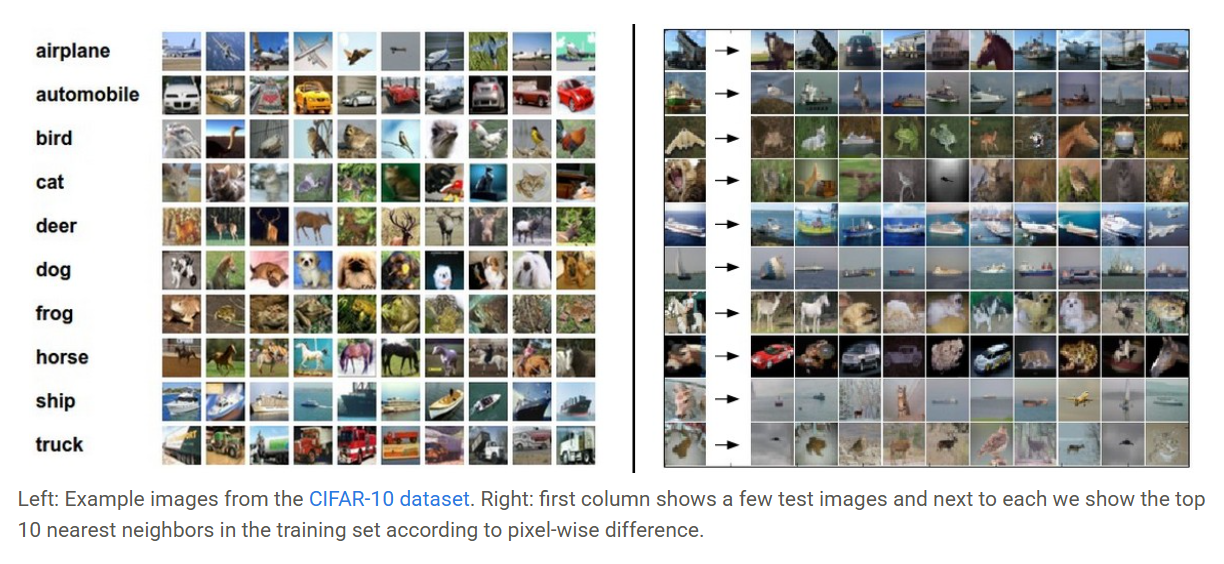 airplane
automobile
bird
cat
deer
dog
frog
horse
ship
truck
Left: Example images from the CIFAR-10 dataset. Right: first column shows a few test images and next to each we show the top
10 nearest neighbors in the training set according to pixel-wise difference.